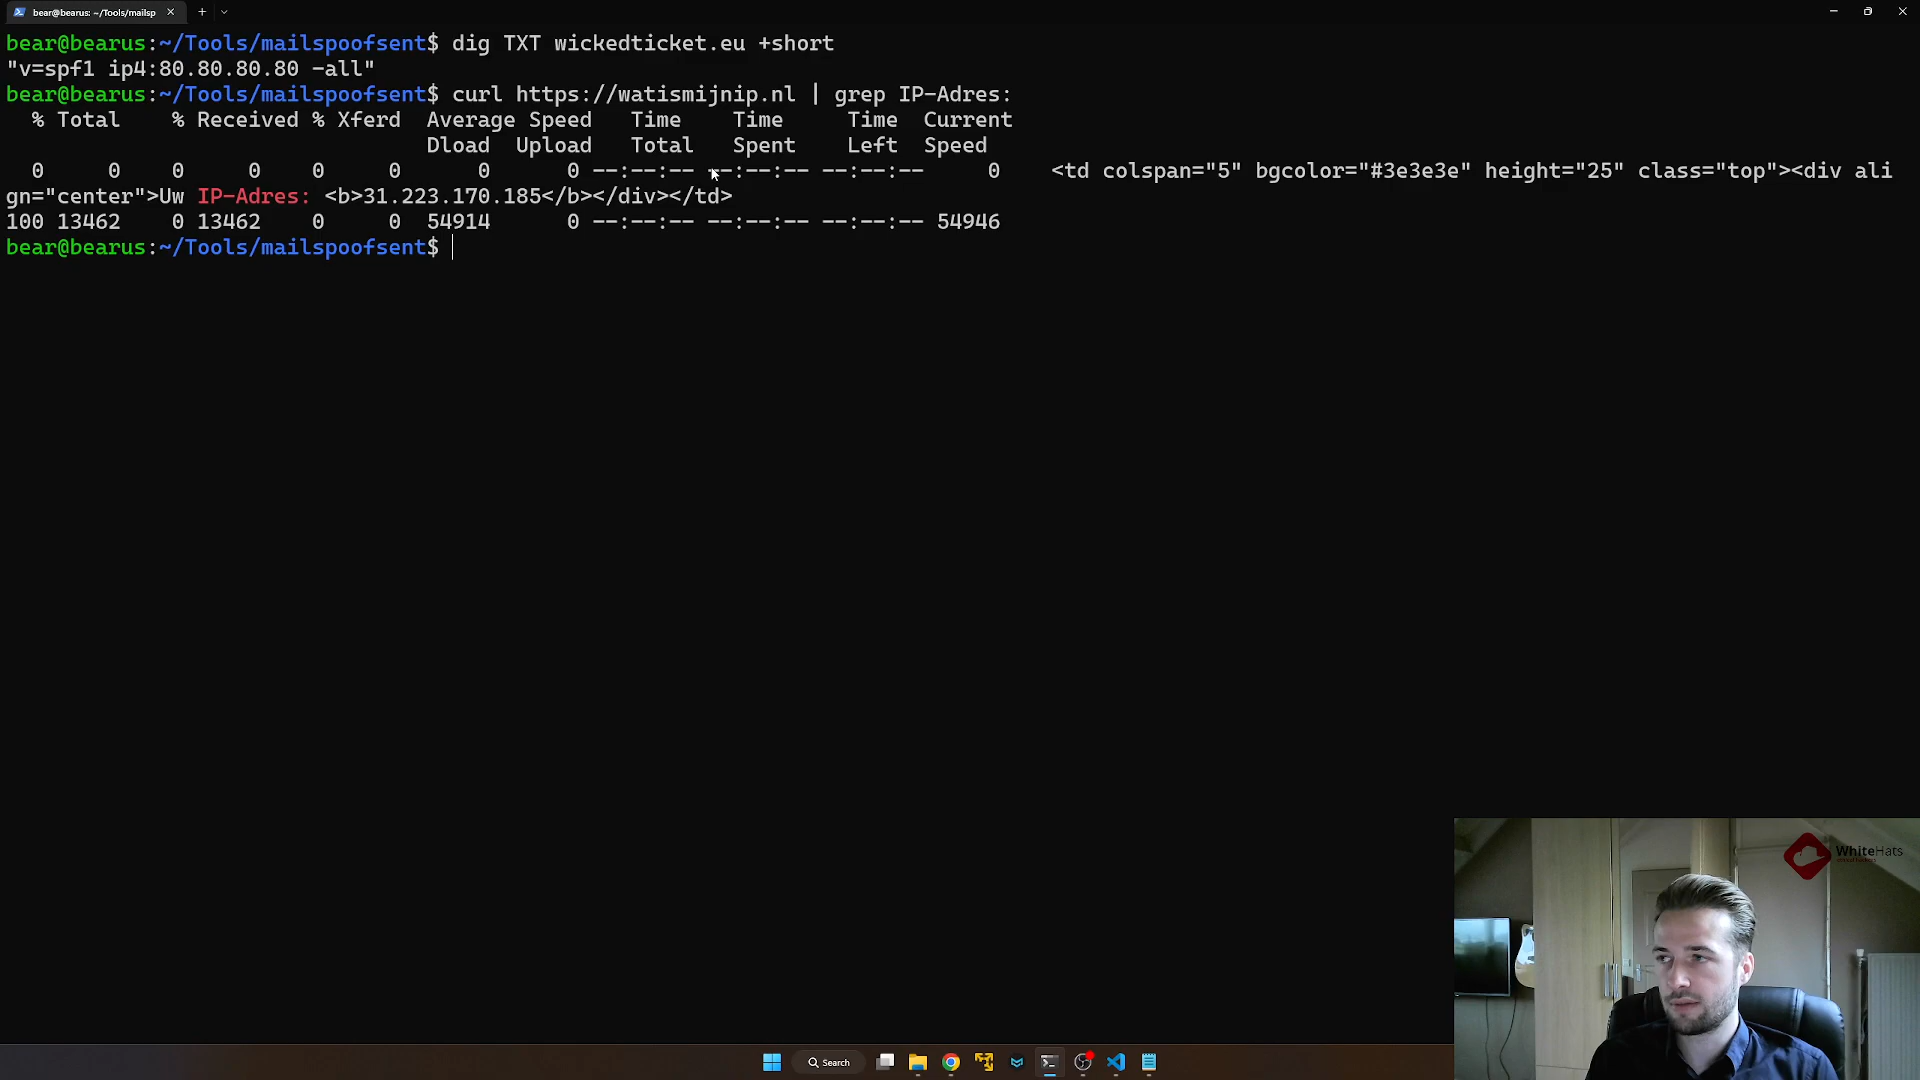 bear@bearus: ~/Tools/mailsp
bear@bearus:~/Tools/mailspoofsent$ dig TXT wickedticket.eu +short
"v=spf1 ip4:80.80.80.80 -all"
bear@bearus:~/Tools/mailspoofsent$ curl https://watismijnip.nl | grep IP-Adres:
% Total % Received % Xferd Average Speed Time Time Time Current
Dload Upload Total Spent Left Speed
0 0 0 0 0 0 0 0 --:--:-- --:--:-- --:--:-- 0 <td colspan="5" bgcolor="#3e3e3e" height="25" class="top"><div ali
gn="center">Uw IP-Adres: <b>31.223.170.185</b></div></td>
100 13462 0 13462 0 0 54914 0 --:--:-- --:--:-- --:--:-- 54946
bear@bearus:~/Tools/mailspoofsent$
WhiteHats
Search